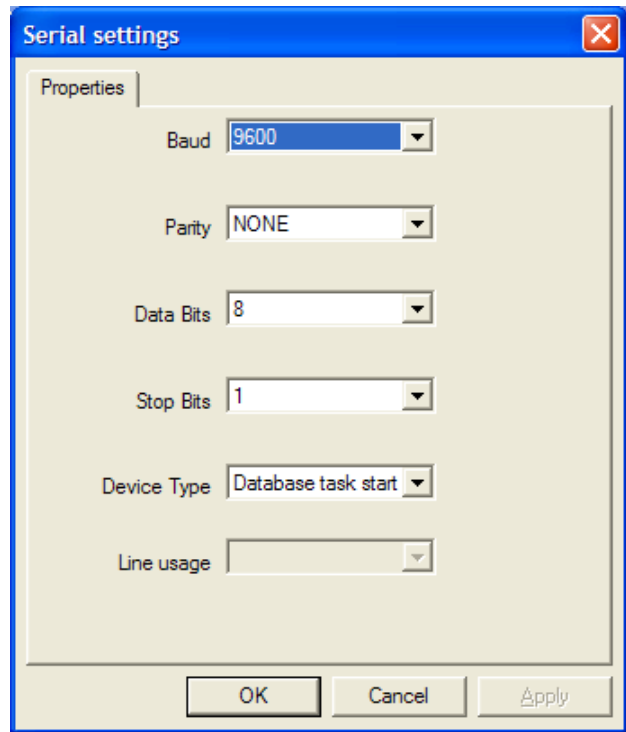 Serial settings
Properties
Baud 9600
Parity NONE
Data Bits 8
Stop Bits 1
Device Type Database task start
Line usage
OK Cancel Apply